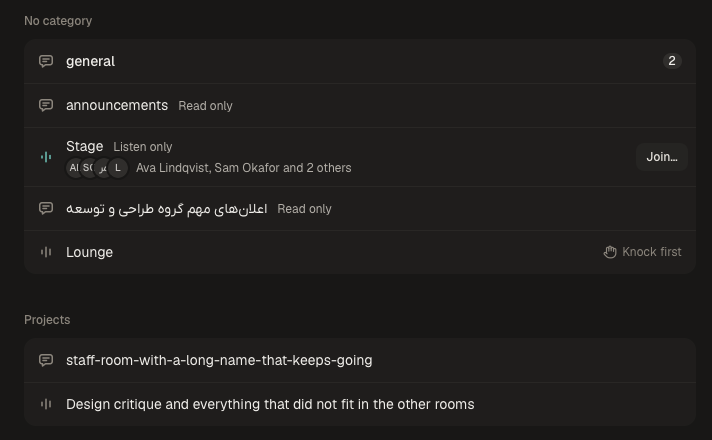 No category
general
2
announcements Read only
Stage Listen only
Ava Lindqvist, Sam Okafor and 2 others
L
Join...
اعلان‌های مهم گروه طراحی و توسعه Read only
Lounge
Knock first
Projects
staff-room-with-a-long-name-that-keeps-going
Design critique and everything that did not fit in the other rooms